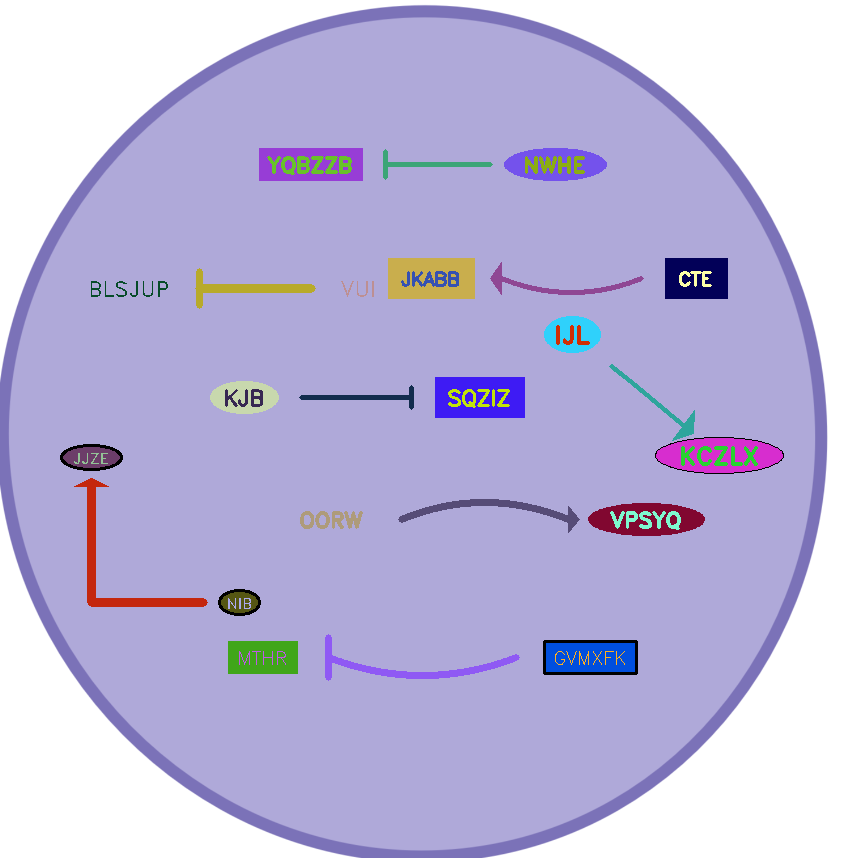 YQBZZB
NWHE
BLSJUP
VUI
JKABB
CTE
IJL
KJB
SQZIZ
JJZE
KCZLX
OORW
VPSYQ
NIB
MTHR
GVMXFK